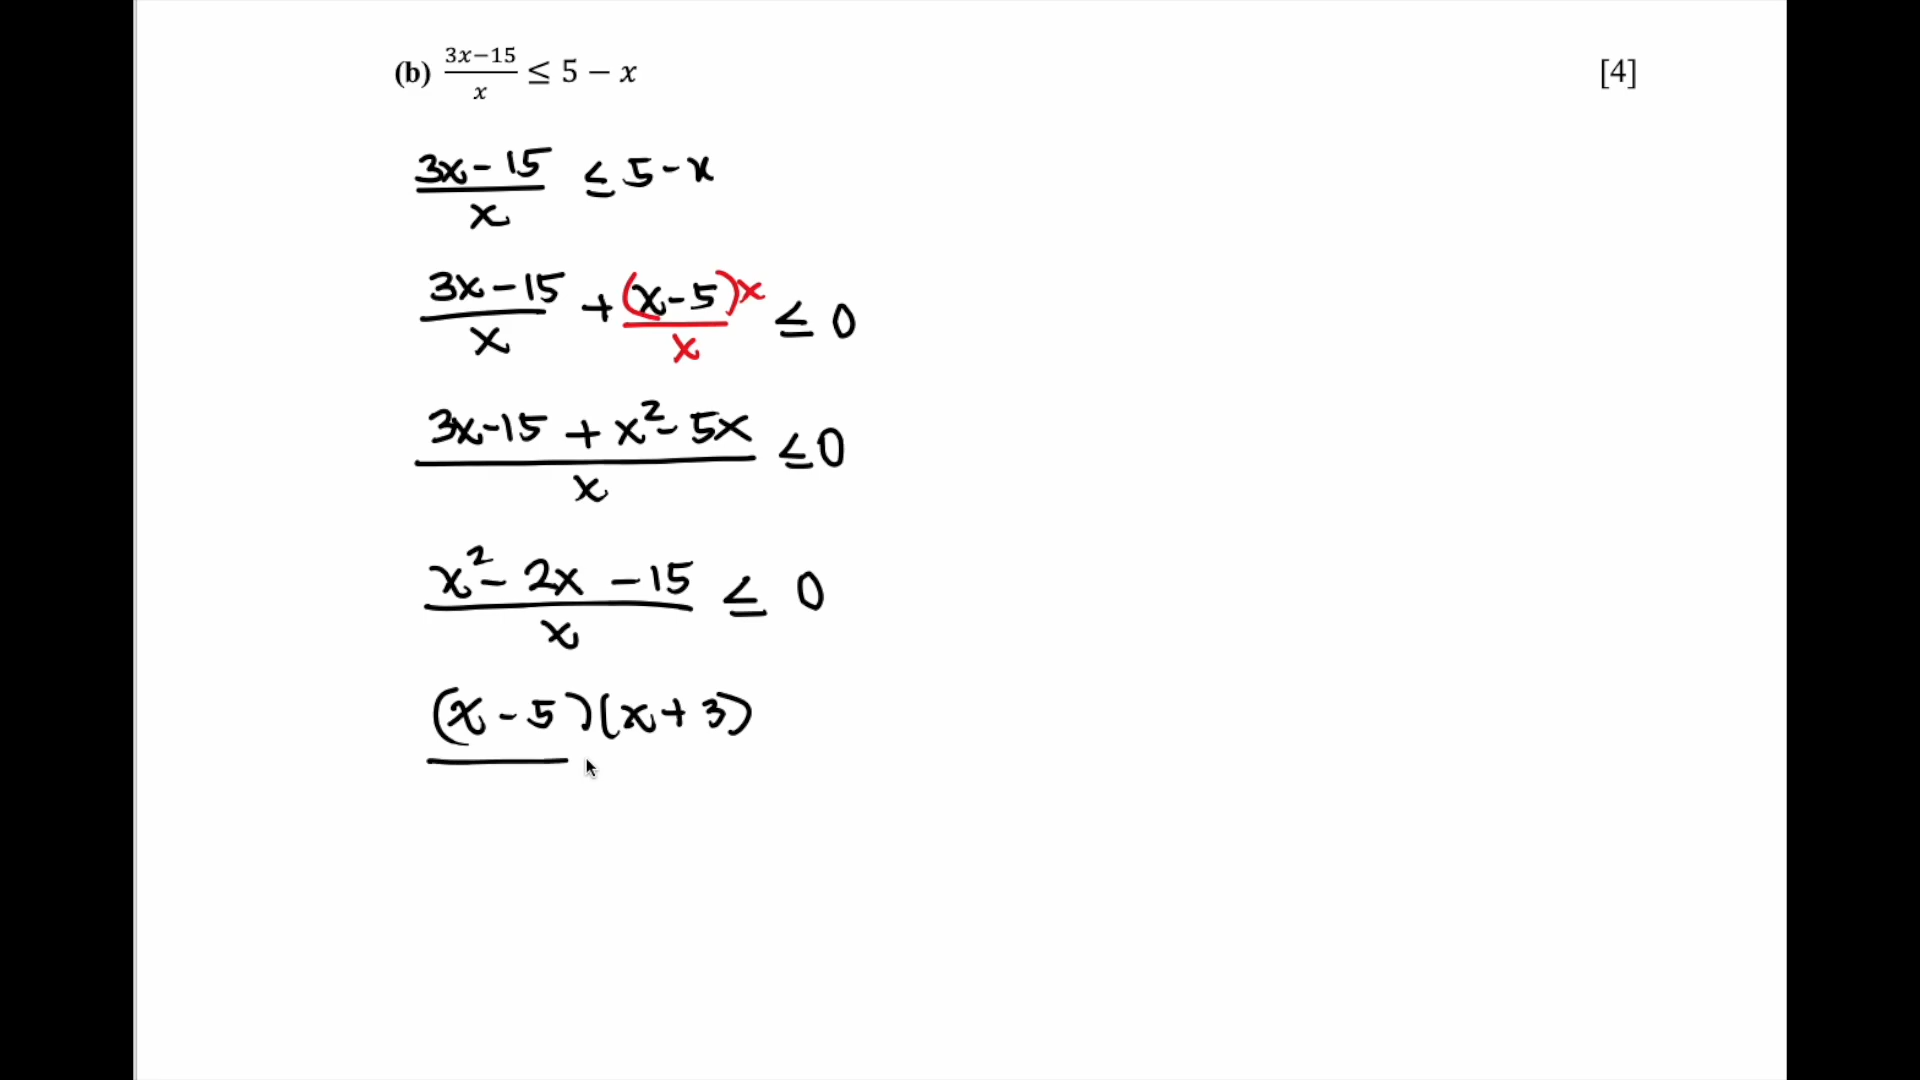 (b) (3x−15)/x ≤ 5 − x [4]
(3x-15)/x ≤ 5-x
(3x-15)/x + (x-5)x/x ≤ 0
(3x-15 + x²-5x)/x ≤ 0
(x²-2x-15)/x ≤ 0
(x-5)(x+3)